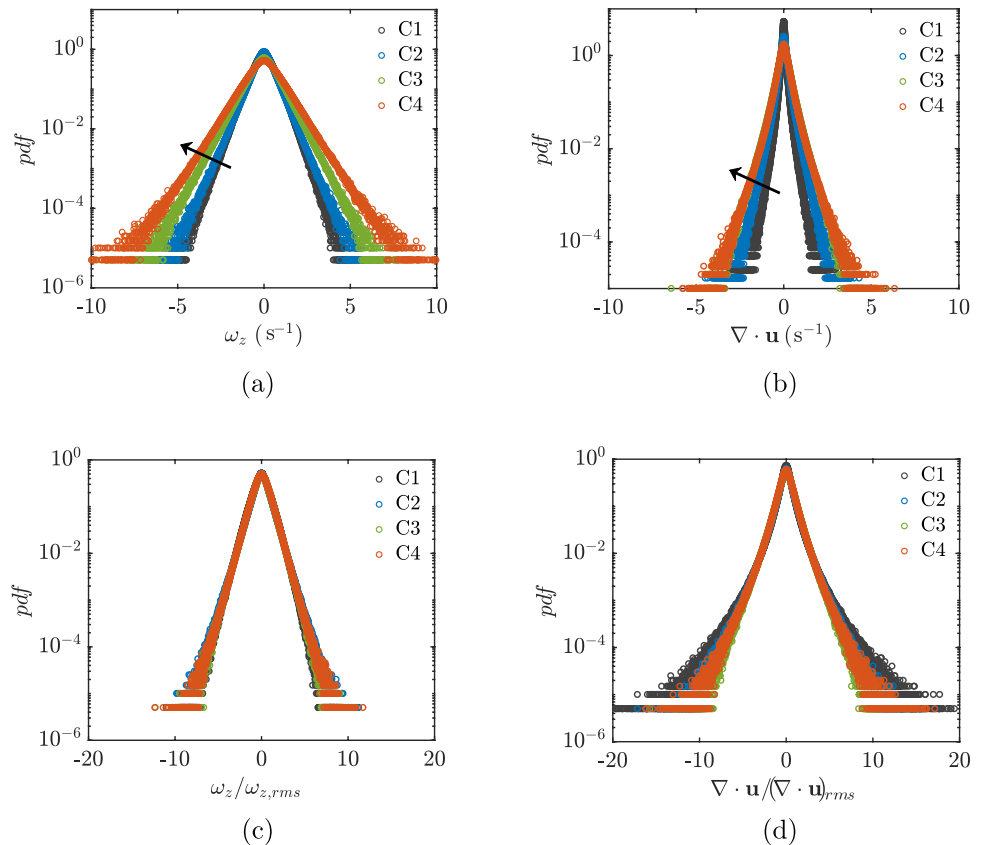 10^0
10^-2
10^-4
10^-6
pdf
-10 -5 0 5 10
ω_z (s^−1)
C1
C2
C3
C4
(a)
10^0
10^-2
10^-4
pdf
-10 -5 0 5 10
∇ · u (s^−1)
C1
C2
C3
C4
(b)
10^0
10^-2
10^-4
10^-6
pdf
-20 -10 0 10 20
ω_z/ω_z,rms
C1
C2
C3
C4
(c)
10^0
10^-2
10^-4
10^-6
pdf
-20 -10 0 10 20
∇ · u/(∇ · u)_rms
C1
C2
C3
C4
(d)